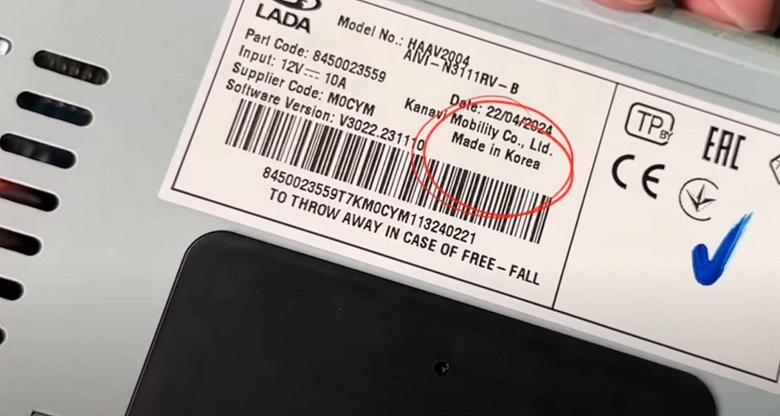 LADA
Model No.: HAAV2004
AIVI-N3111RV-B
Part Code: 8450023559
Input: 12V⎓ 10A
Date: 22/04/2024
Supplier Code: M0CYM
Kanavi Mobility Co., Ltd.
Software Version: V3022.231110
Made in Korea
8450023559T7KM0CYM113240221
TO THROW AWAY IN CASE OF FREE-FALL
TP BY
EAC
CE